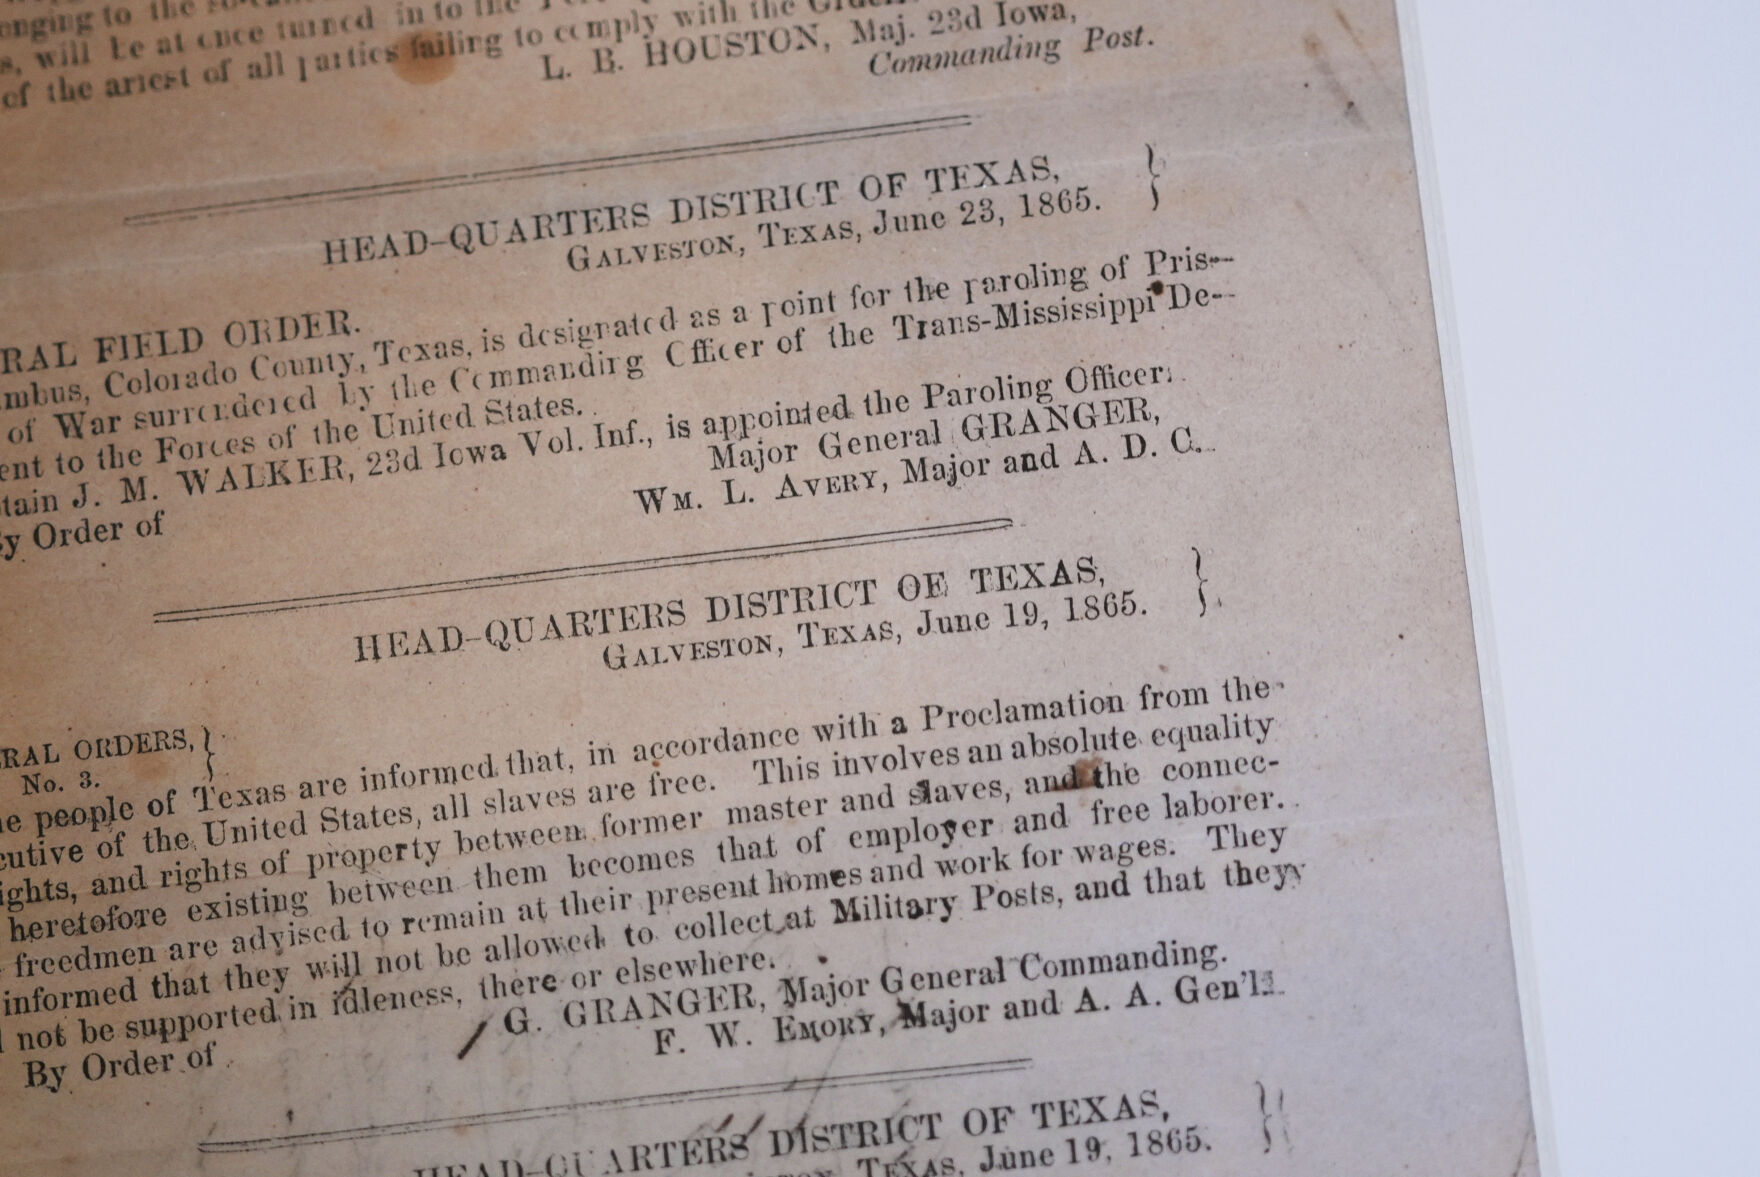 enging to the
s, will be at once turned in to the
of the arrest of all parties failing to comply with the
L. B. HOUSTON, Maj. 23d Iowa,
Commanding Post.
HEAD-QUARTERS DISTRICT OF TEXAS, }
GALVESTON, TEXAS, June 23, 1865.
RAL FIELD ORDER.
mbus, Colorado County, Texas, is designated as a point for the paroling of Pris-
of War surrendered by the Commanding Officer of the Trans-Mississippi De-
ent to the Forces of the United States.
tain J. M. WALKER, 23d Iowa Vol. Inf., is appointed the Paroling Officer.
By Order of Major General GRANGER,
WM. L. AVERY, Major and A. D. C.
HEAD-QUARTERS DISTRICT OF TEXAS, }
GALVESTON, TEXAS, June 19, 1865.
RAL ORDERS, }
No. 3.
e people of Texas are informed that, in accordance with a Proclamation from the
cutive of the United States, all slaves are free. This involves an absolute equality
ights, and rights of property between former master and slaves, and the connec-
heretofore existing between them becomes that of employer and free laborer.
freedmen are advised to remain at their present homes and work for wages. They
informed that they will not be allowed to collect at Military Posts, and that they
l not be supported in idleness, there or elsewhere.
By Order of G. GRANGER, Major General Commanding.
F. W. EMORY, Major and A. A. Gen'l.
HEAD-QUARTERS DISTRICT OF TEXAS, }
TEXAS, June 19, 1865.